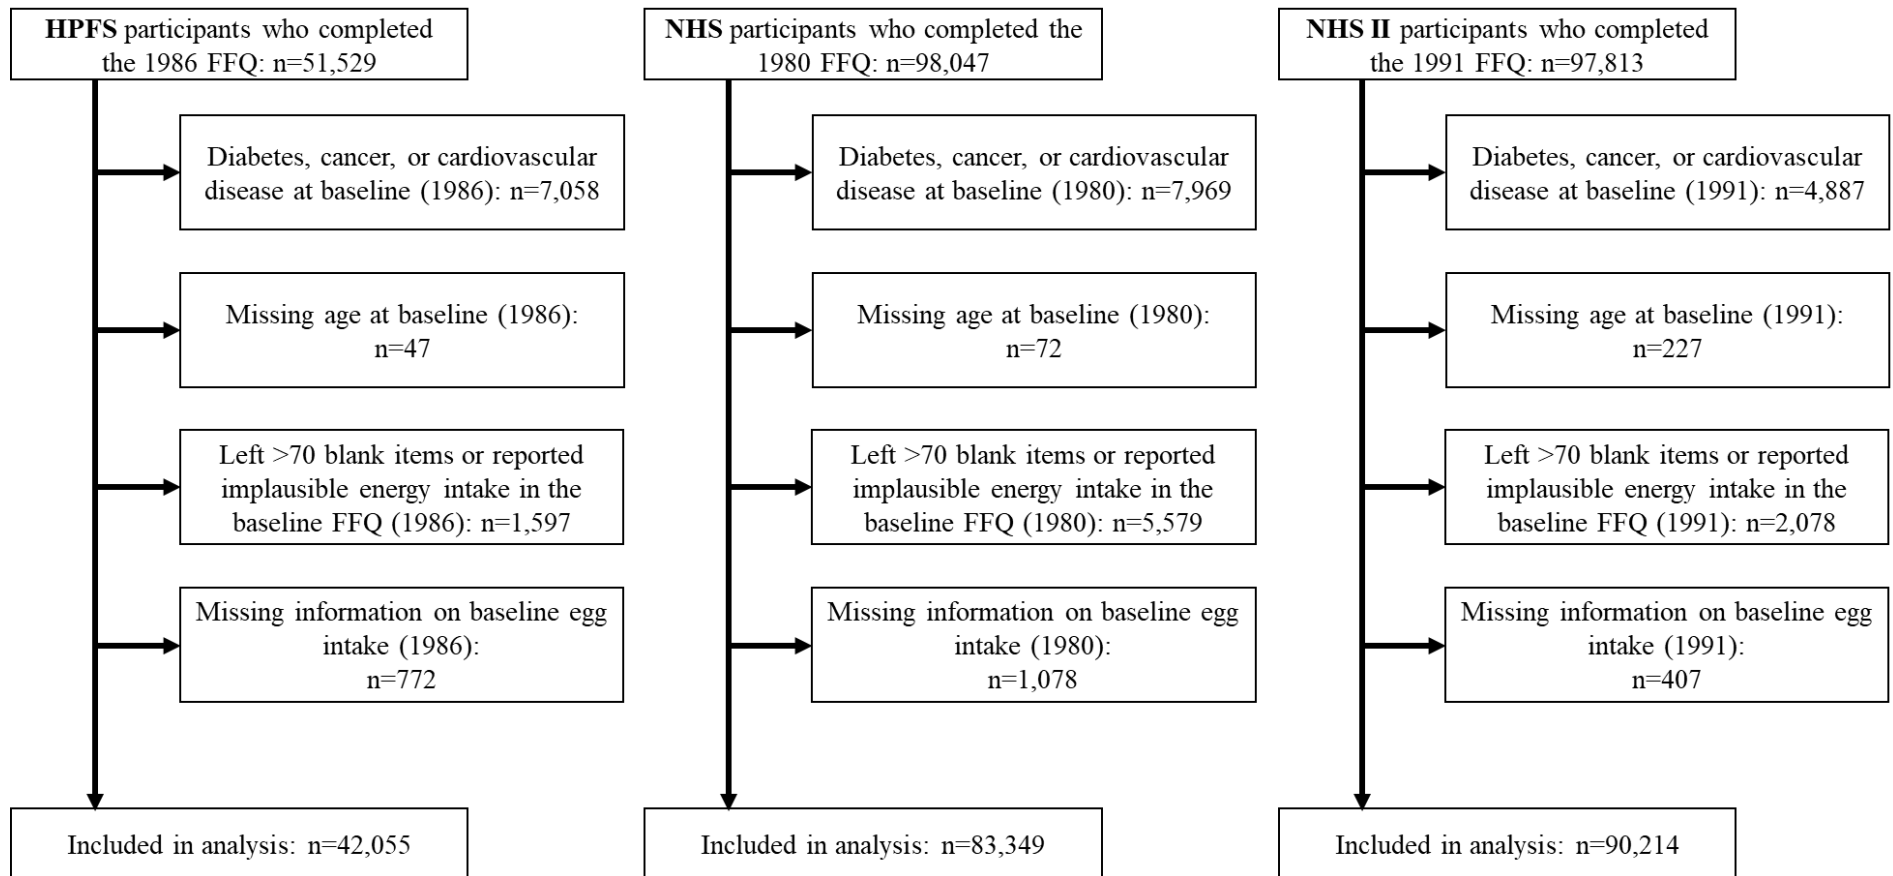 HPFS participants who completed
the 1986 FFQ: n=51,529
Diabetes, cancer, or cardiovascular
disease at baseline (1986): n=7,058
Missing age at baseline (1986):
n=47
Left >70 blank items or reported
implausible energy intake in the
baseline FFQ (1986): n=1,597
Missing information on baseline egg
intake (1986):
n=772
Included in analysis: n=42,055
NHS participants who completed the
1980 FFQ: n=98,047
Diabetes, cancer, or cardiovascular
disease at baseline (1980): n=7,969
Missing age at baseline (1980):
n=72
Left >70 blank items or reported
implausible energy intake in the
baseline FFQ (1980): n=5,579
Missing information on baseline egg
intake (1980):
n=1,078
Included in analysis: n=83,349
NHS II participants who completed
the 1991 FFQ: n=97,813
Diabetes, cancer, or cardiovascular
disease at baseline (1991): n=4,887
Missing age at baseline (1991):
n=227
Left >70 blank items or reported
implausible energy intake in the
baseline FFQ (1991): n=2,078
Missing information on baseline egg
intake (1991):
n=407
Included in analysis: n=90,214